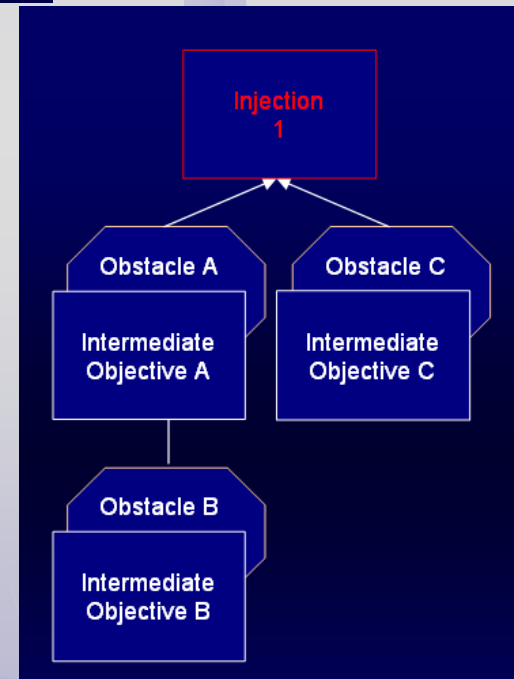 Injection
1
Obstacle A
Intermediate
Objective A
Obstacle C
Intermediate
Objective C
Obstacle B
Intermediate
Objective B